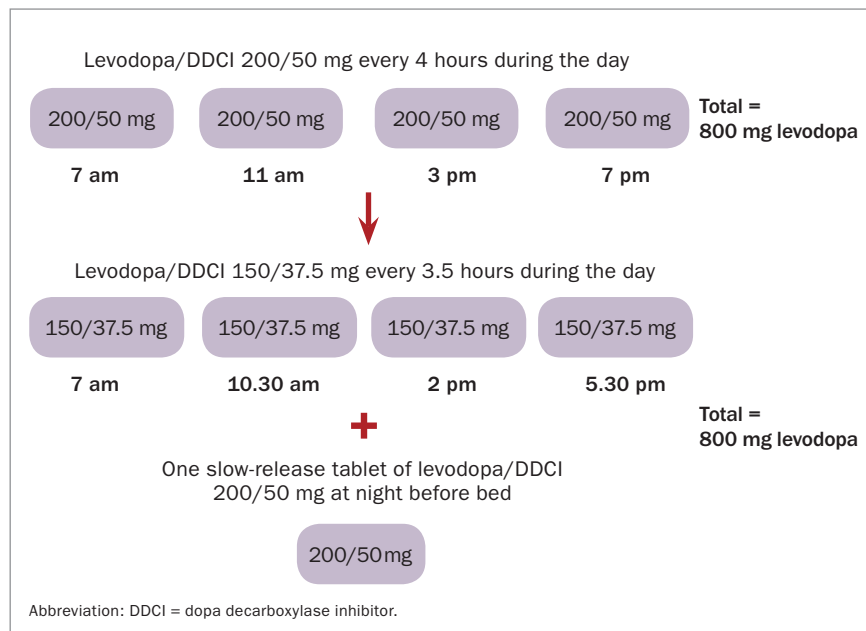 Levodopa/DDCI 200/50 mg every 4 hours during the day
200/50 mg 200/50 mg 200/50 mg 200/50 mg
Total =
800 mg levodopa
7 am 11 am 3 pm 7 pm
Levodopa/DDCI 150/37.5 mg every 3.5 hours during the day
150/37.5 mg 150/37.5 mg 150/37.5 mg 150/37.5 mg
7 am 10.30 am 2 pm 5.30 pm
+
Total =
800 mg levodopa
One slow-release tablet of levodopa/DDCI
200/50 mg at night before bed
200/50 mg
Abbreviation: DDCI = dopa decarboxylase inhibitor.